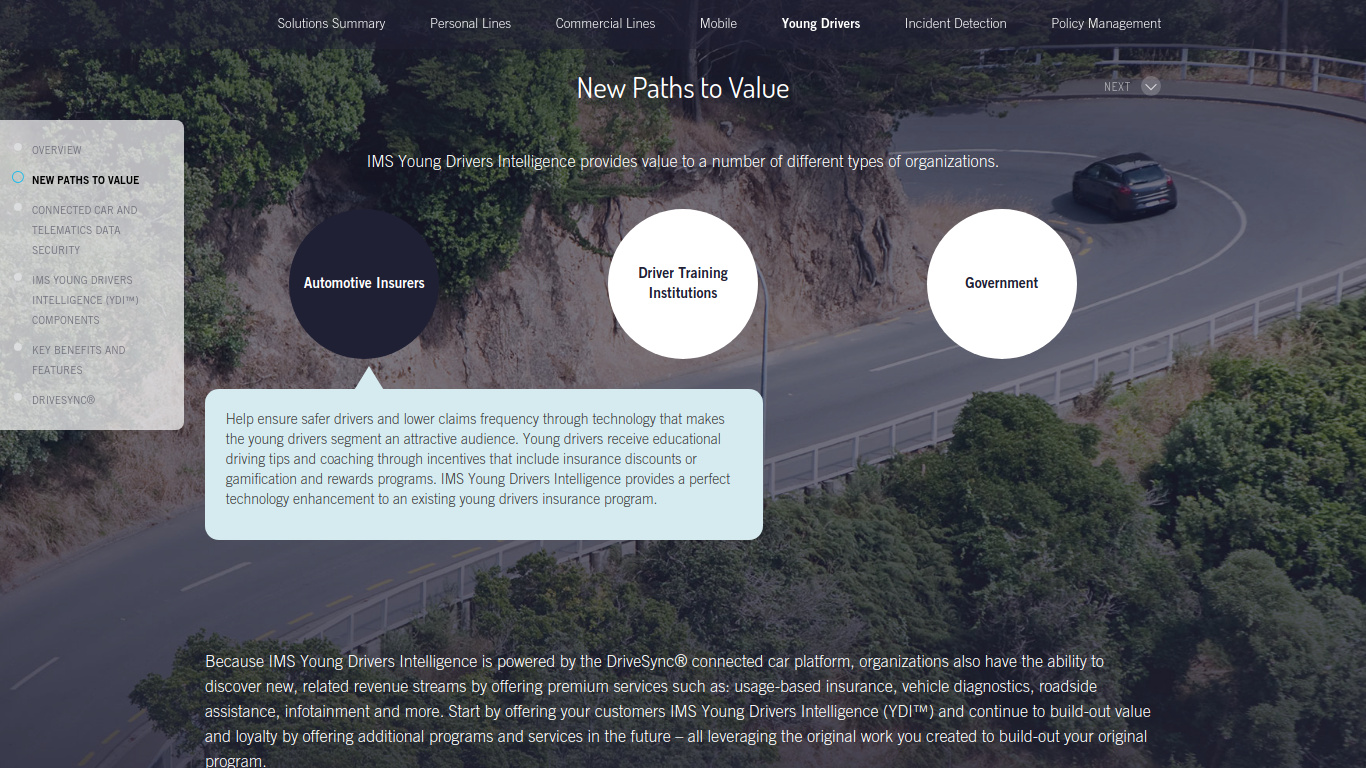 Solutions Summary Personal Lines Commercial Lines Mobile Young Drivers Incident Detection Policy Management
New Paths to Value
NEXT
OVERVIEW
NEW PATHS TO VALUE
CONNECTED CAR AND
TELEMATICS DATA
SECURITY
IMS YOUNG DRIVERS
INTELLIGENCE (YDI™)
COMPONENTS
KEY BENEFITS AND
FEATURES
DRIVESYNC®
IMS Young Drivers Intelligence provides value to a number of different types of organizations.
Automotive Insurers
Driver Training
Institutions
Government
Help ensure safer drivers and lower claims frequency through technology that makes
the young drivers segment an attractive audience. Young drivers receive educational
driving tips and coaching through incentives that include insurance discounts or
gamification and rewards programs. IMS Young Drivers Intelligence provides a perfect
technology enhancement to an existing young drivers insurance program.
Because IMS Young Drivers Intelligence is powered by the DriveSync® connected car platform, organizations also have the ability to
discover new, related revenue streams by offering premium services such as: usage-based insurance, vehicle diagnostics, roadside
assistance, infotainment and more. Start by offering your customers IMS Young Drivers Intelligence (YDI™) and continue to build-out value
and loyalty by offering additional programs and services in the future – all leveraging the original work you created to build-out your original
program.